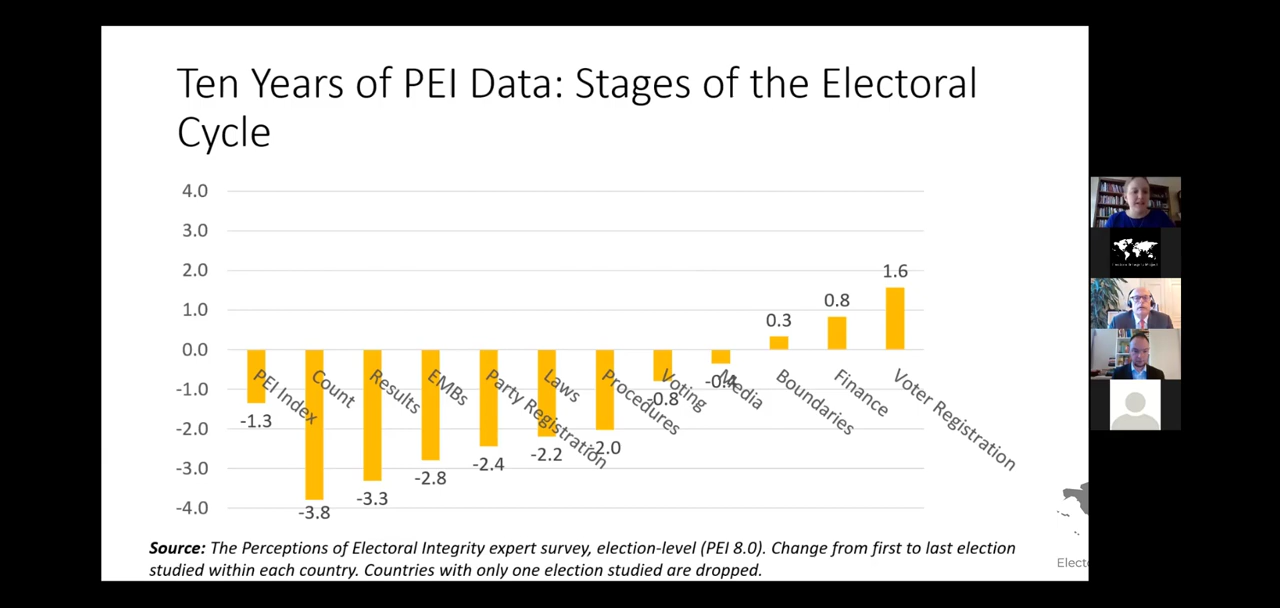 Ten Years of PEI Data: Stages of the Electoral
Cycle
4.0
3.0
2.0
1.0
0.0
-1.0
-2.0
-3.0
-4.0
-1.3
-3.8
-3.3
-2.8
-2.4
-2.2
-2.0
-0.8
-0.4
0.3
0.8
1.6
PEI Index
Count
Results
EMBs
Party Registration
Laws
Procedures
Voting
Media
Boundaries
Finance
Voter Registration
Source: The Perceptions of Electoral Integrity expert survey, election-level (PEI 8.0). Change from first to last election
studied within each country. Countries with only one election studied are dropped.
Electo